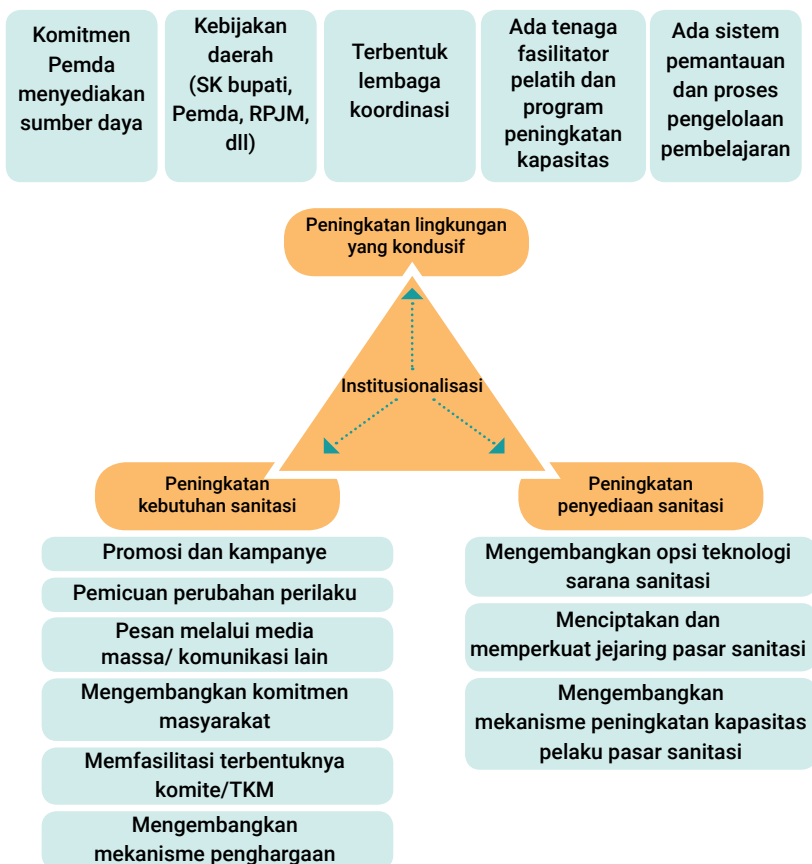 Komitmen
Pemda
menyediakan
sumber daya
Kebijakan
daerah
(SK bupati,
Pemda, RPJM,
dll)
Terbentuk
lembaga
koordinasi
Ada tenaga
fasilitator
pelatih dan
program
peningkatan
kapasitas
Ada sistem
pemantauan
dan proses
pengelolaan
pembelajaran
Peningkatan lingkungan
yang kondusif
Institusionalisasi
Peningkatan
kebutuhan sanitasi
Promosi dan kampanye
Pemicuan perubahan perilaku
Pesan melalui media
massa/ komunikasi lain
Mengembangkan komitmen
masyarakat
Memfasilitasi terbentuknya
komite/TKM
Mengembangkan
mekanisme penghargaan
Peningkatan
penyediaan sanitasi
Mengembangkan opsi teknologi
sarana sanitasi
Menciptakan dan
memperkuat jejaring pasar sanitasi
Mengembangkan
mekanisme peningkatan kapasitas
pelaku pasar sanitasi